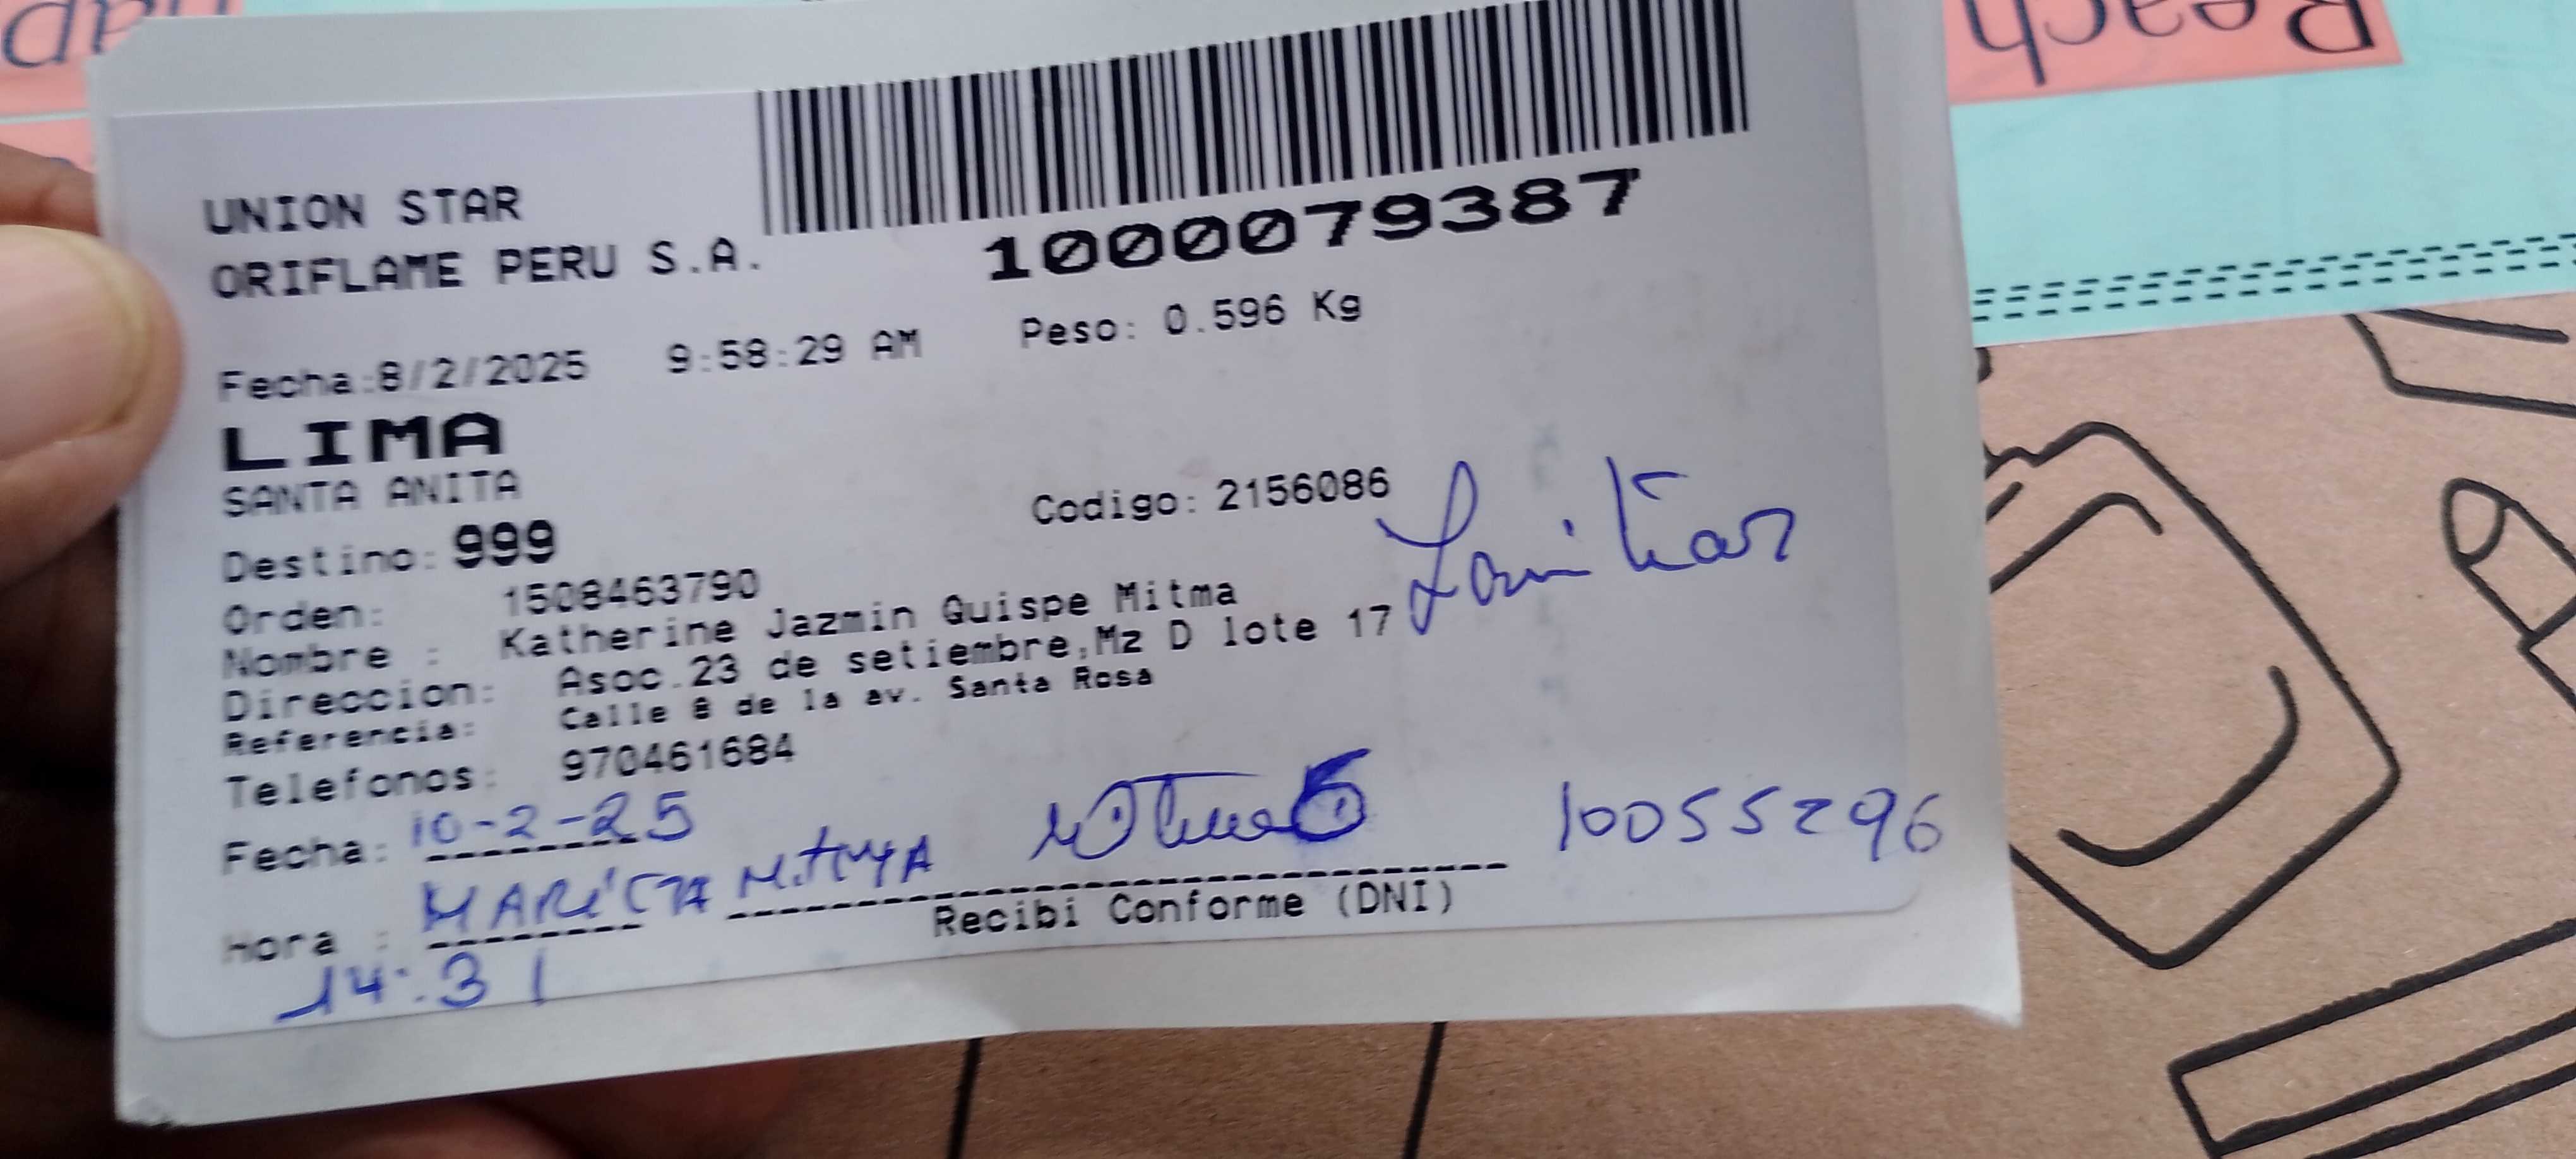 Reach
UNION STAR
ORIFLAME PERU S.A.
1000079387
Fecha:8/2/2025 9:58:29 AM Peso: 0.596 Kg
LIMA
SANTA ANITA
Codigo: 2156086
Destino: 999
Orden: 1508463790
Nombre : Katherine Jazmin Quispe Mitma
Direccion: Asoc.23 de setiembre,Mz D lote 17
Referencia: Calle 8 de la av. Santa Rosa
Telefonos: 970461684
Fecha: 10-2-25
10055296
Hora :
Recibi Conforme (DNI)
14:31